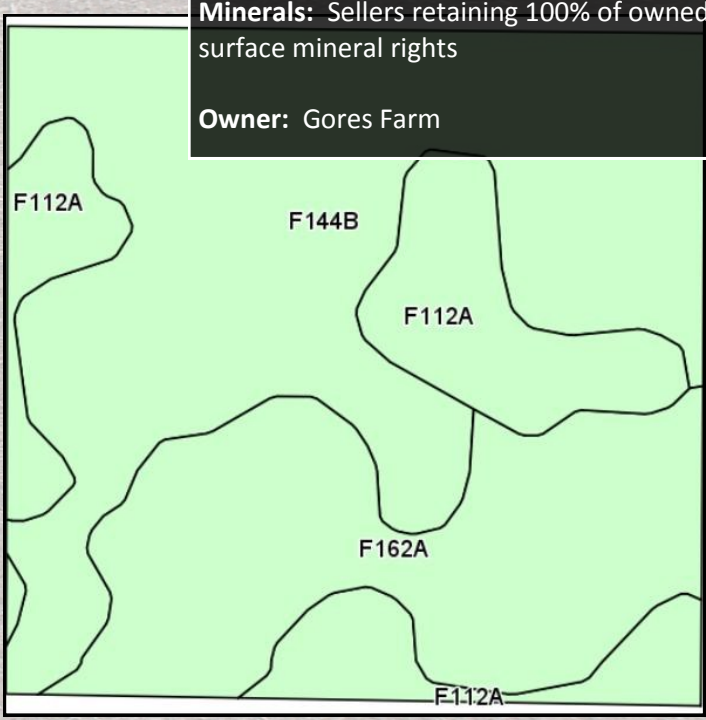 Minerals: Sellers retaining 100% of owned
surface mineral rights
Owner: Gores Farm
F112A
F144B
F112A
F162A
F112A